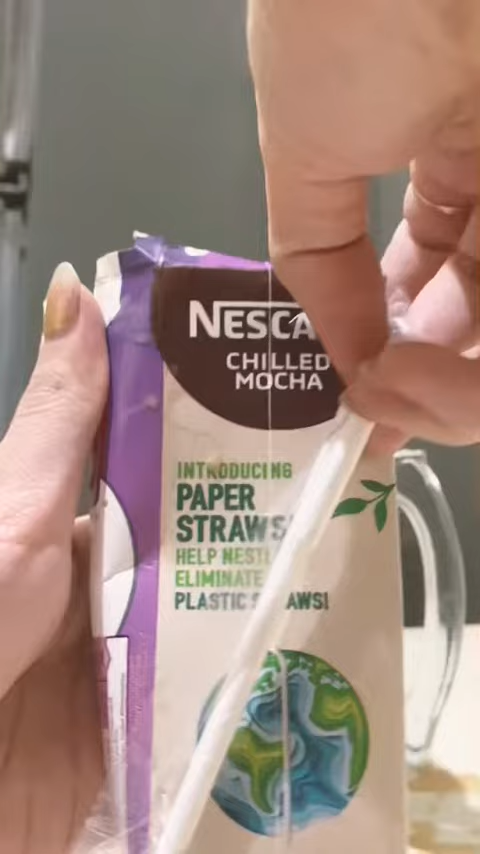 NESCA
CHILLED
MOCHA
INTRODUCING
PAPER
STRAWS
HELP NESTL
ELIMINATE
PLASTIC S AWS!